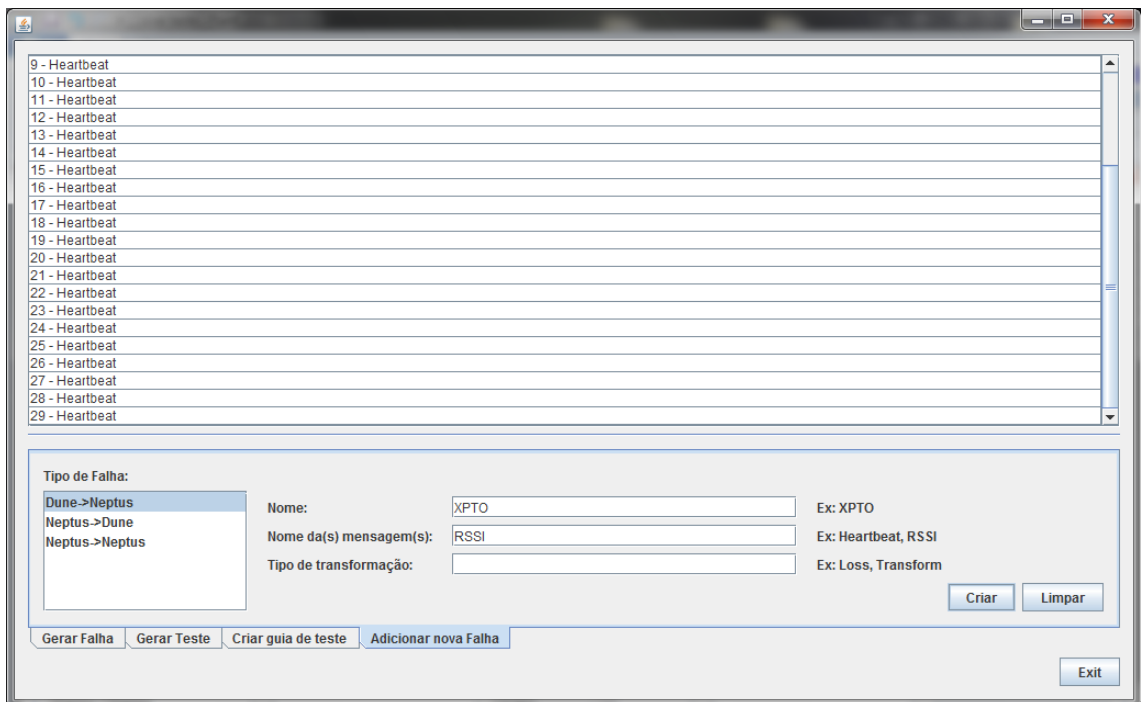 9 - Heartbeat
10 - Heartbeat
11 - Heartbeat
12 - Heartbeat
13 - Heartbeat
14 - Heartbeat
15 - Heartbeat
16 - Heartbeat
17 - Heartbeat
18 - Heartbeat
19 - Heartbeat
20 - Heartbeat
21 - Heartbeat
22 - Heartbeat
23 - Heartbeat
24 - Heartbeat
25 - Heartbeat
26 - Heartbeat
27 - Heartbeat
28 - Heartbeat
29 - Heartbeat
Tipo de Falha:
Dune->Neptus
Neptus->Dune
Neptus->Neptus
Nome: XPTO Ex: XPTO
Nome da(s) mensagem(s): RSSI Ex: Heartbeat, RSSI
Tipo de transformação: Ex: Loss, Transform
Criar Limpar
Gerar Falha Gerar Teste Criar guia de teste Adicionar nova Falha
Exit